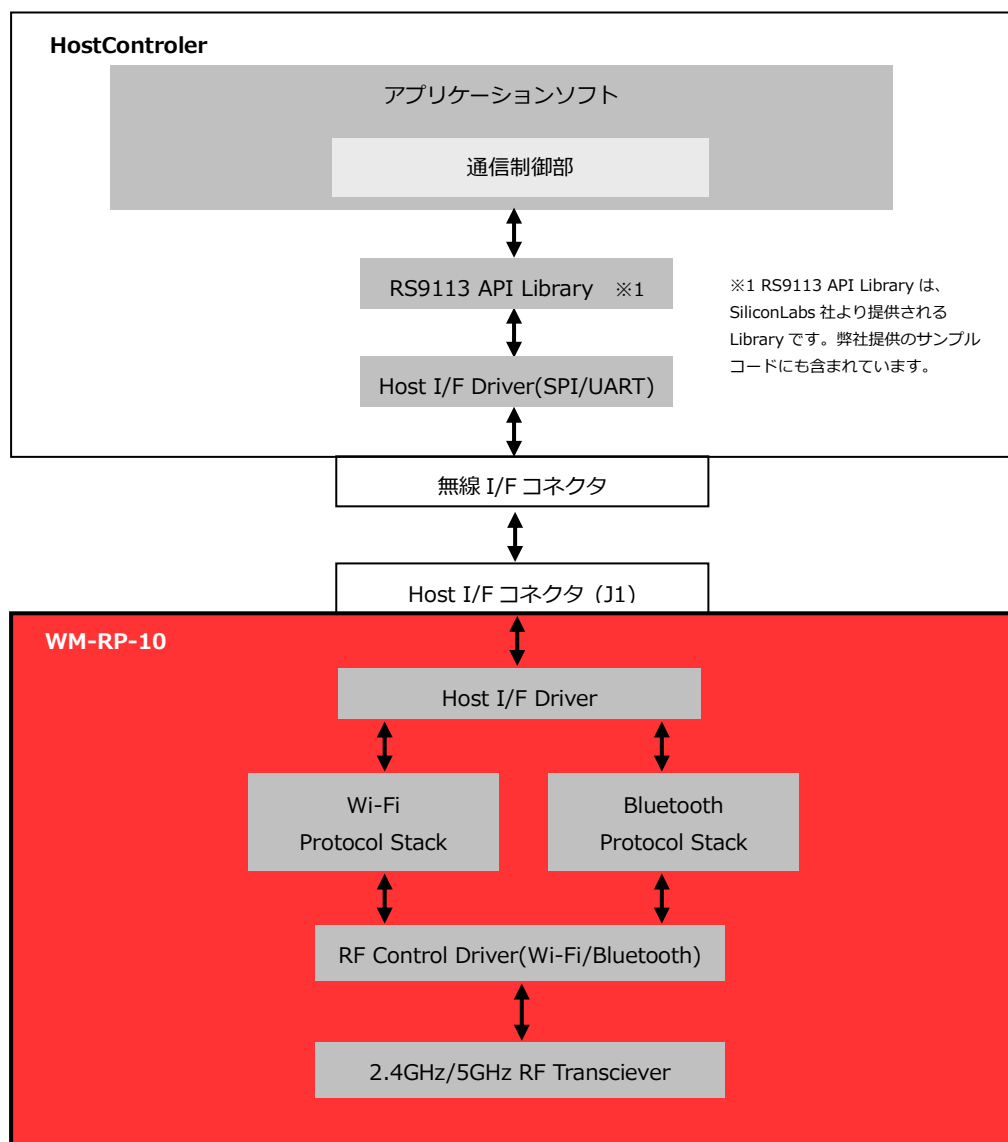 HostControler
アプリケーションソフト
通信制御部
RS9113 API Library ※1
※1 RS9113 API Library は、
SiliconLabs 社より提供される
Library です。弊社提供のサンプル
コードにも含まれています。
Host I/F Driver(SPI/UART)
無線 I/F コネクタ
Host I/F コネクタ (J1)
WM-RP-10
Host I/F Driver
Wi-Fi
Protocol Stack
Bluetooth
Protocol Stack
RF Control Driver(Wi-Fi/Bluetooth)
2.4GHz/5GHz RF Transciever